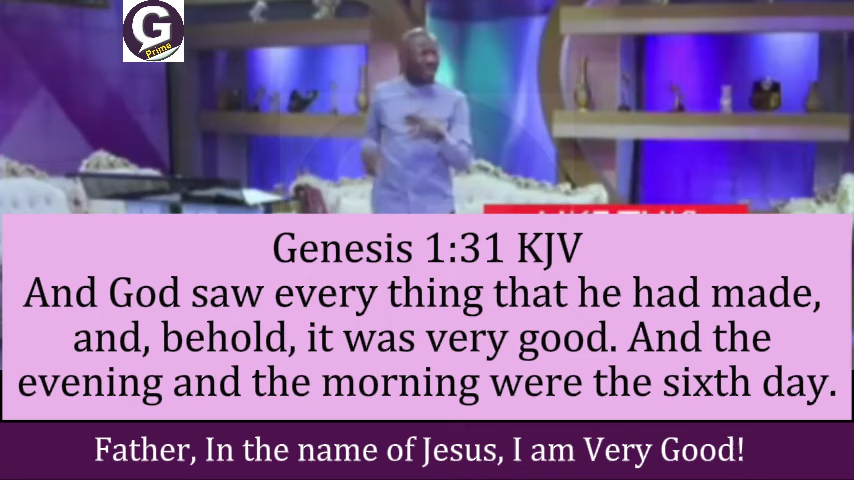 G
Prime
Genesis 1:31 KJV
And God saw every thing that he had made,
and, behold, it was very good. And the
evening and the morning were the sixth day.
Father, In the name of Jesus, I am Very Good!